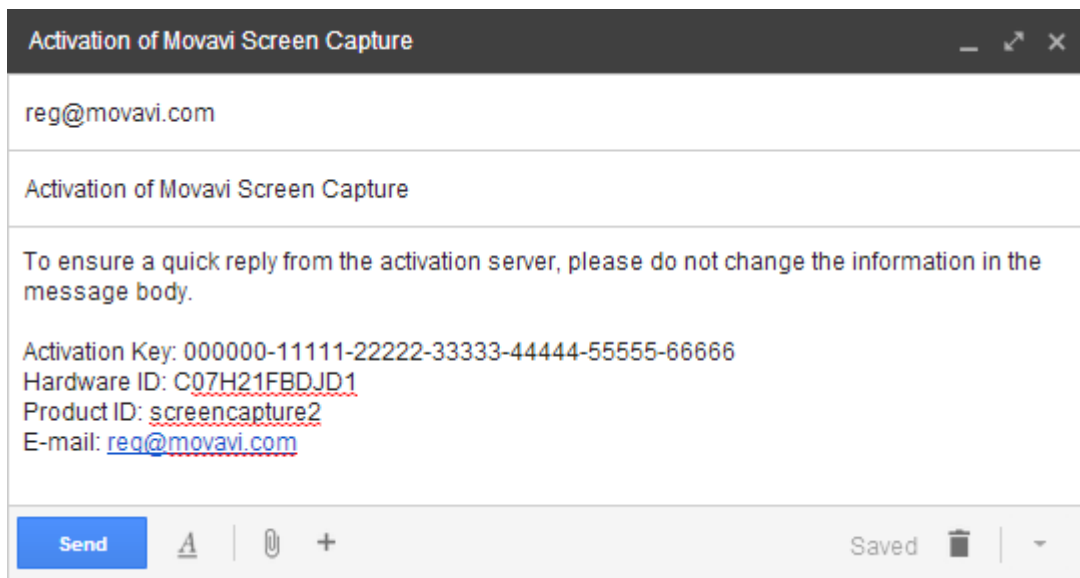 Activation of Movavi Screen Capture
reg@movavi.com
Activation of Movavi Screen Capture
To ensure a quick reply from the activation server, please do not change the information in the
message body.
Activation Key: 000000-11111-22222-33333-44444-55555-66666
Hardware ID: C07H21FBDJD1
Product ID: screencapture2
E-mail: reg@movavi.com
Send A Saved